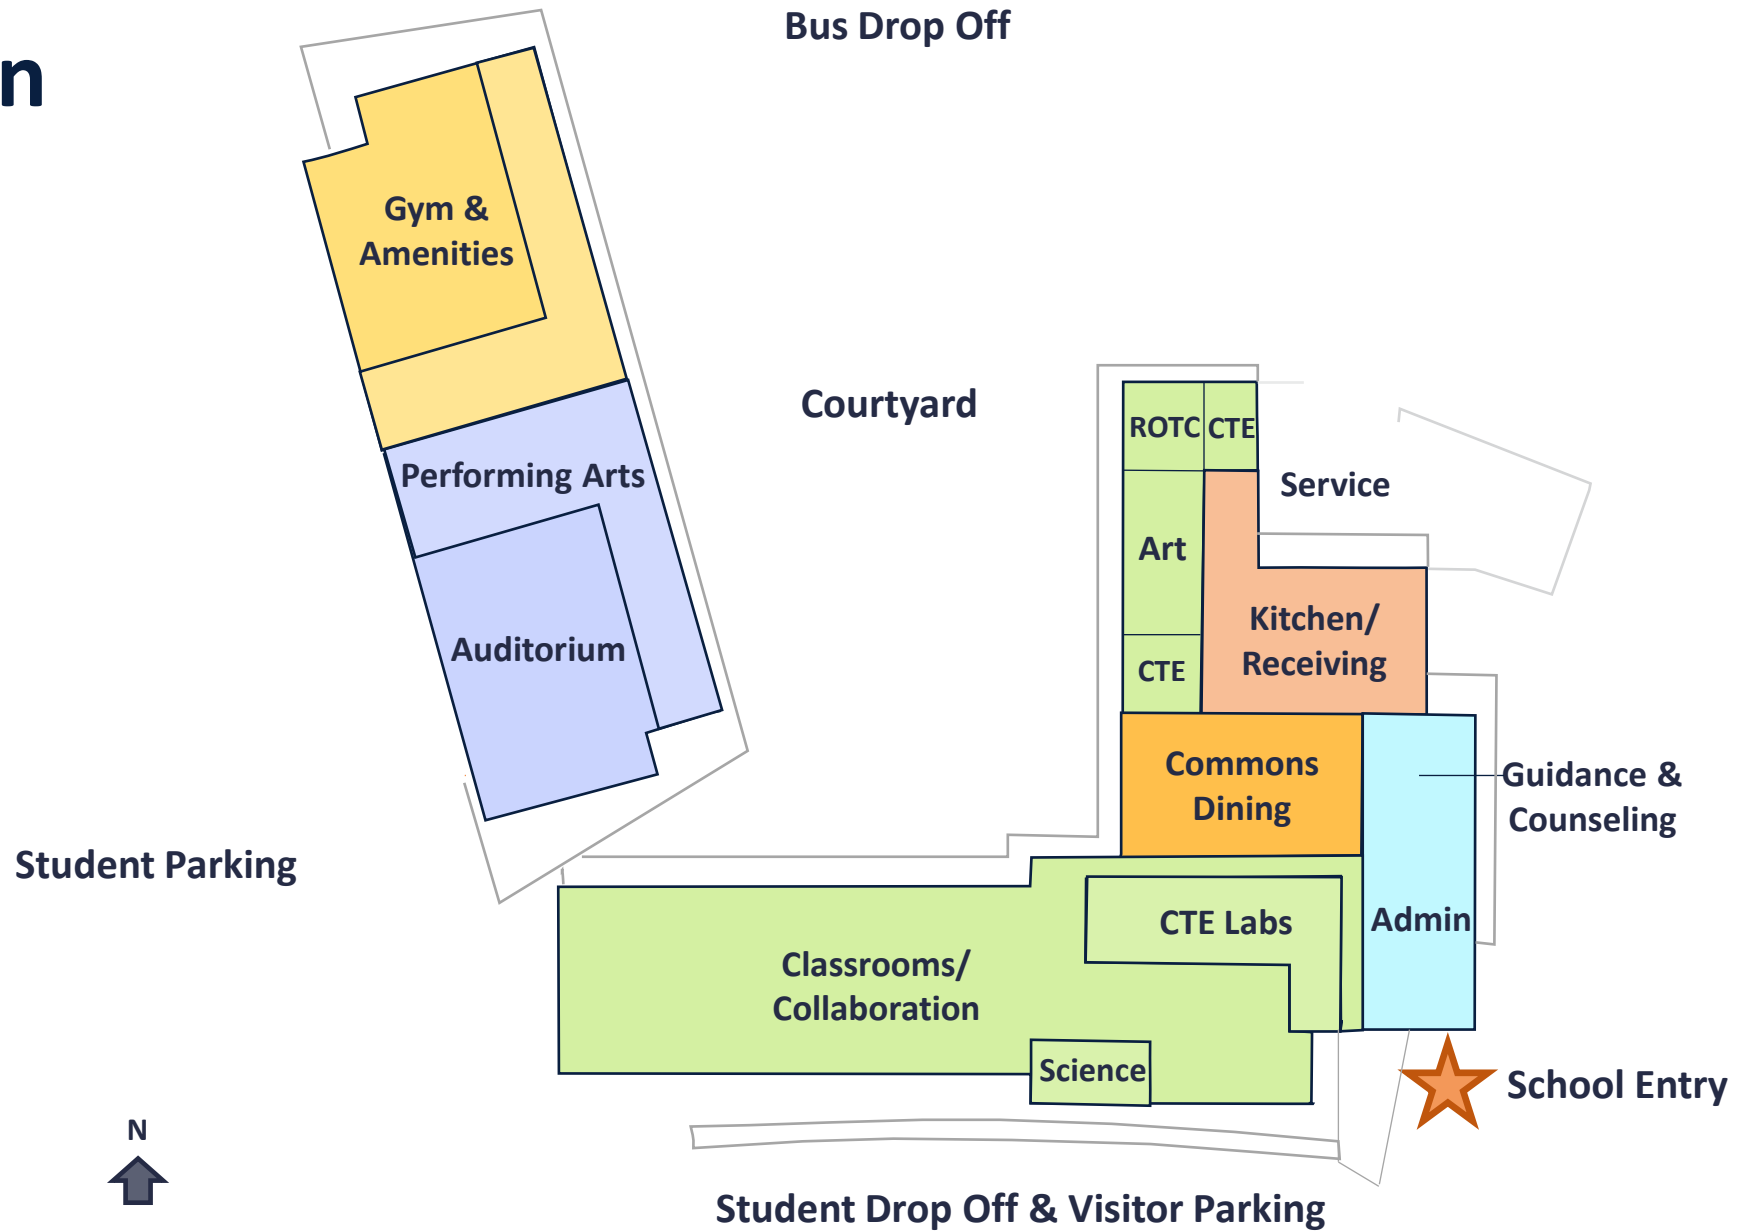 n
Bus Drop Off
Gym &
Amenities
Courtyard
ROTC
CTE
Performing Arts
Service
Art
Kitchen/
Receiving
Auditorium
CTE
Commons
Dining
Guidance &
Counseling
Student Parking
CTE Labs
Admin
Classrooms/
Collaboration
Science
School Entry
N
Student Drop Off & Visitor Parking